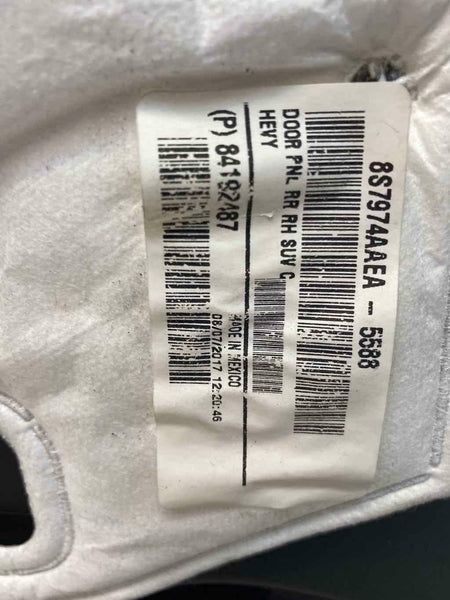 8S7974AAEA -- 5588
DOOR PNL RR RH SUV C
HEVY
(P) 84192487
MADE IN MEXICO
08/07/2017 12:20:46